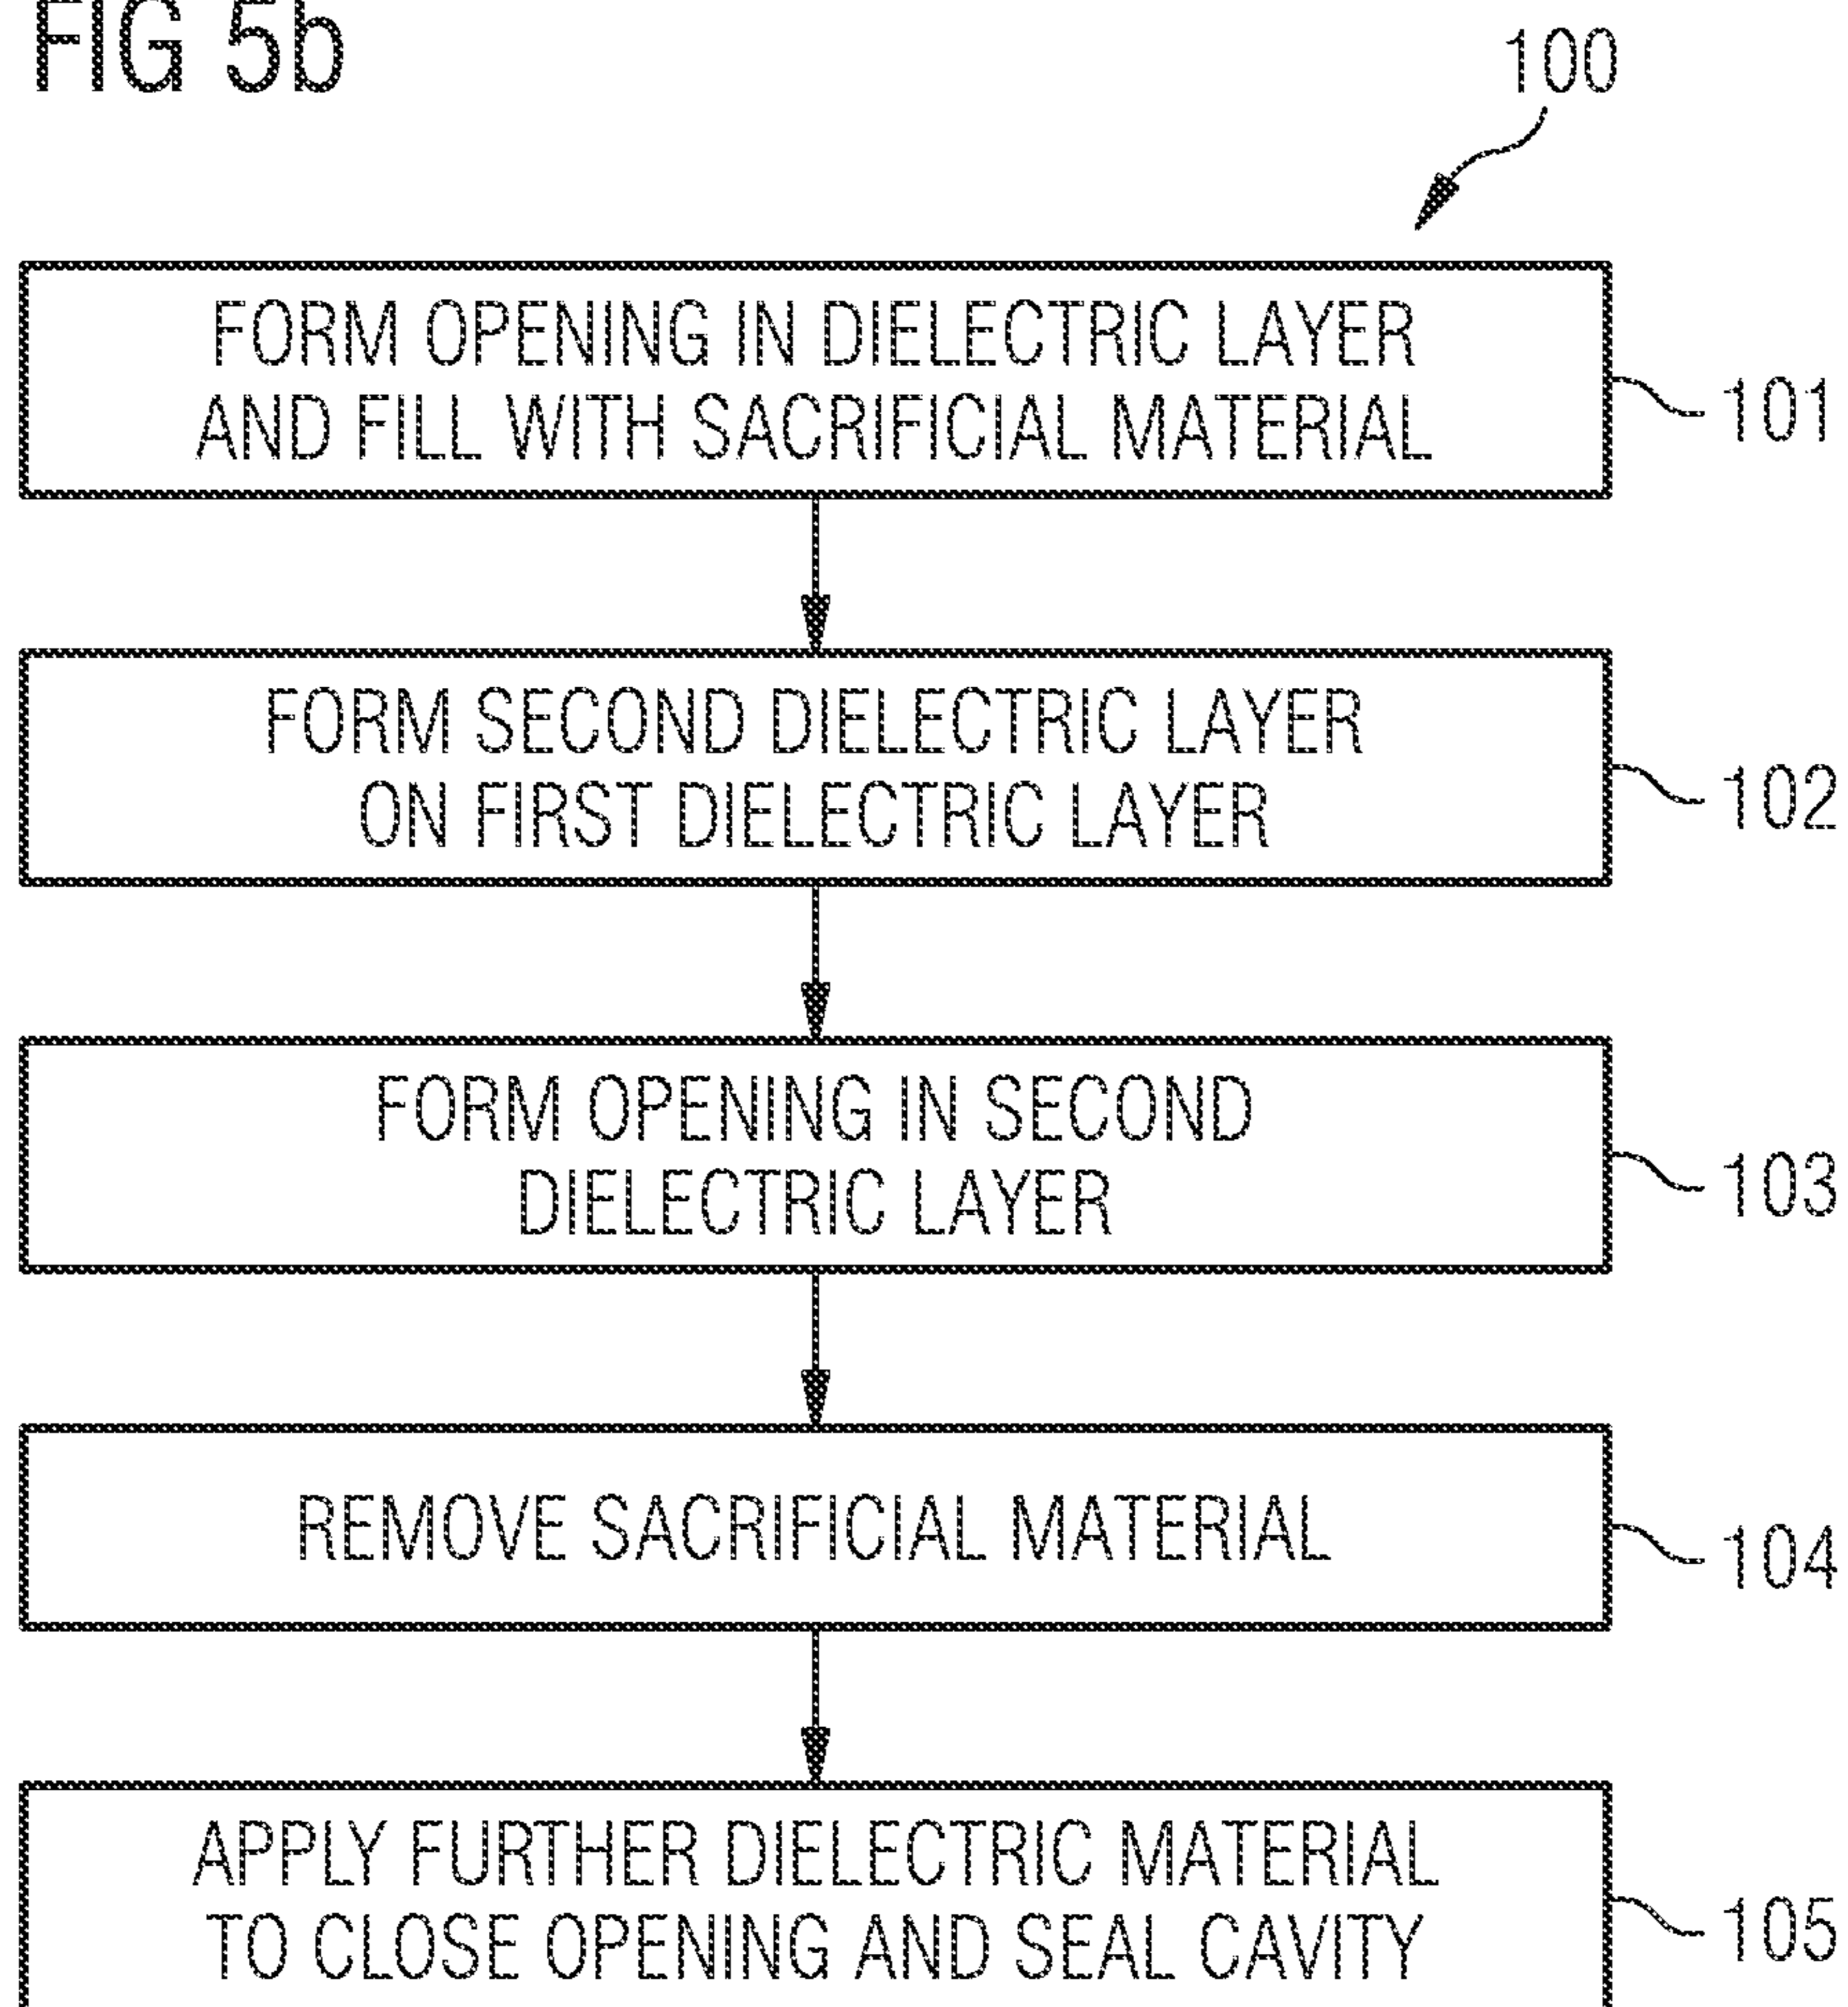 FIG 5b
100
FORM OPENING IN DIELECTRIC LAYER
AND FILL WITH SACRIFICIAL MATERIAL
101
FORM SECOND DIELECTRIC LAYER
ON FIRST DIELECTRIC LAYER
102
FORM OPENING IN SECOND
DIELECTRIC LAYER
103
REMOVE SACRIFICIAL MATERIAL
104
APPLY FURTHER DIELECTRIC MATERIAL
TO CLOSE OPENING AND SEAL CAVITY
105